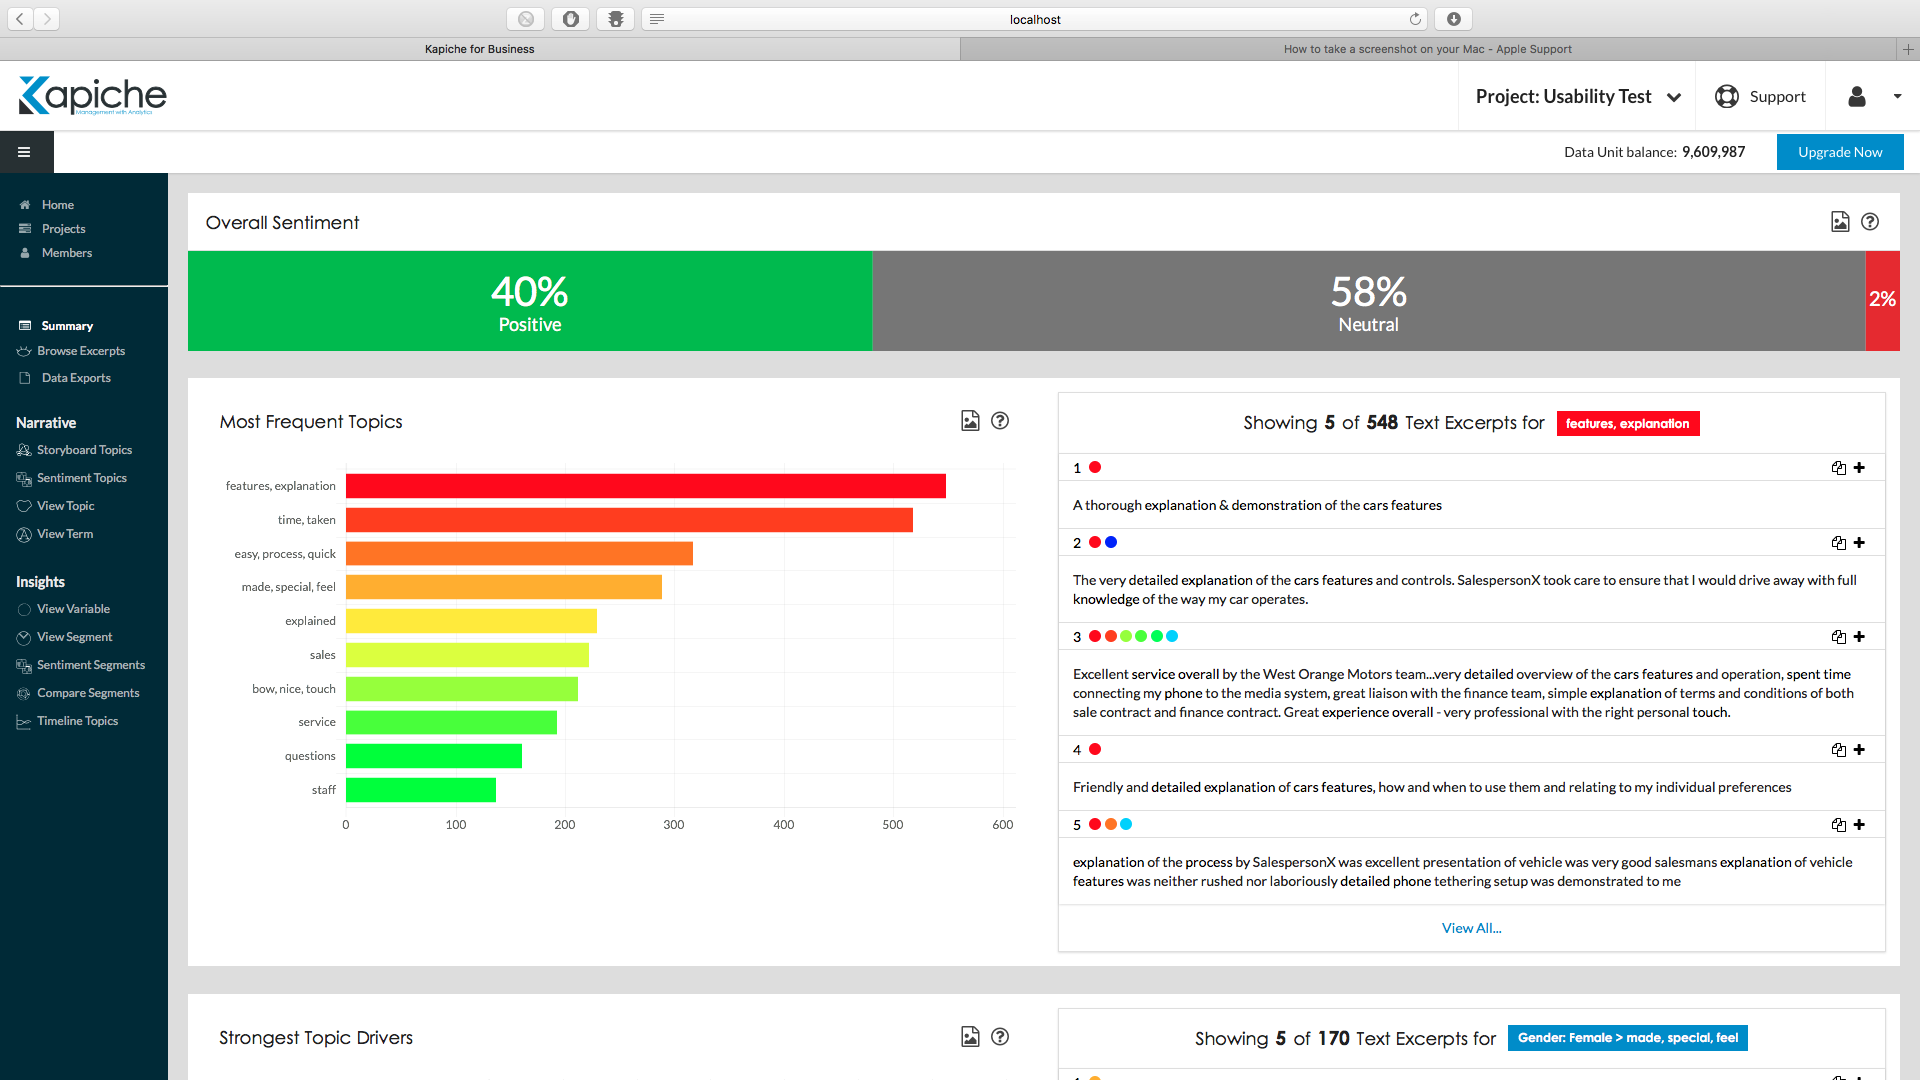 localhost
Kapiche for Business
How to take a screenshot on your Mac - Apple Support
Kapiche
Management with Analytics
Project: Usability Test
Support
Data Unit balance: 9,609,987
Upgrade Now
Home
Projects
Members
Summary
Browse Excerpts
Data Exports
Narrative
Storyboard Topics
Sentiment Topics
View Topic
View Term
Insights
View Variable
View Segment
Sentiment Segments
Compare Segments
Timeline Topics
Overall Sentiment
40%
Positive
58%
Neutral
2%
Most Frequent Topics
features, explanation
time, taken
easy, process, quick
made, special, feel
explained
sales
bow, nice, touch
service
questions
staff
0 100 200 300 400 500 600
Showing 5 of 548 Text Excerpts for features, explanation
1
A thorough explanation & demonstration of the cars features
2
The very detailed explanation of the cars features and controls. SalespersonX took care to ensure that I would drive away with full
knowledge of the way my car operates.
3
Excellent service overall by the West Orange Motors team...very detailed overview of the cars features and operation, spent time
connecting my phone to the media system, great liaison with the finance team, simple explanation of terms and conditions of both
sale contract and finance contract. Great experience overall - very professional with the right personal touch.
4
Friendly and detailed explanation of cars features, how and when to use them and relating to my individual preferences
5
explanation of the process by SalespersonX was excellent presentation of vehicle was very good salesmans explanation of vehicle
features was neither rushed nor laboriously detailed phone tethering setup was demonstrated to me
View All...
Strongest Topic Drivers
Showing 5 of 170 Text Excerpts for Gender: Female > made, special, feel